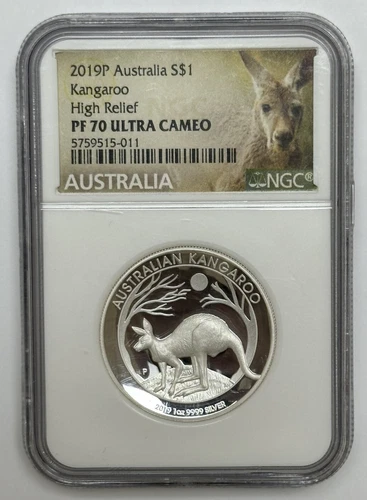 2019P Australia S$1
Kangaroo
High Relief
PF 70 ULTRA CAMEO
5759515-011
AUSTRALIA
NGC®
AUSTRALIAN KANGAROO
P
2019 1oz 9999 SILVER